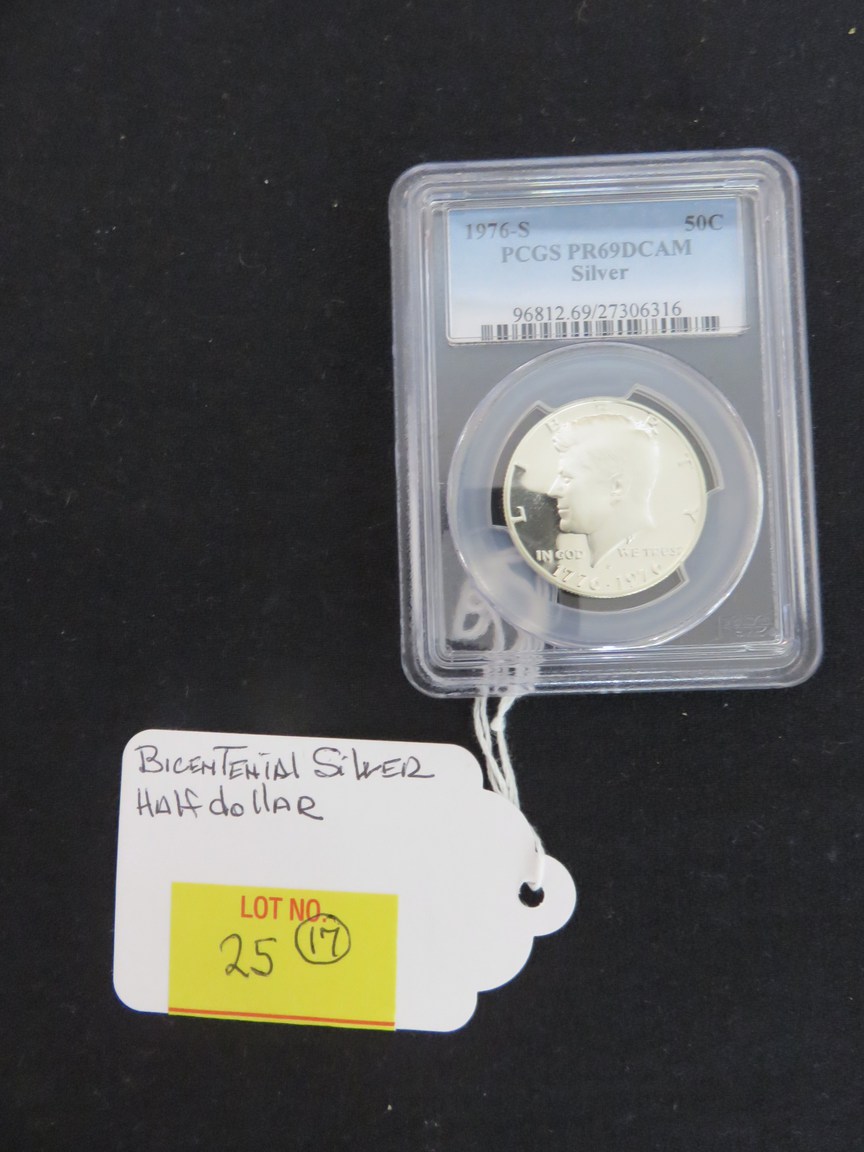 1976-S 50C
PCGS PR69DCAM
Silver
96812.69/27306316
LIBERTY
IN GOD WE TRUST
1776·1976
BICENTENIAL SILVER
HALF dollAR
LOT NO.
25 17